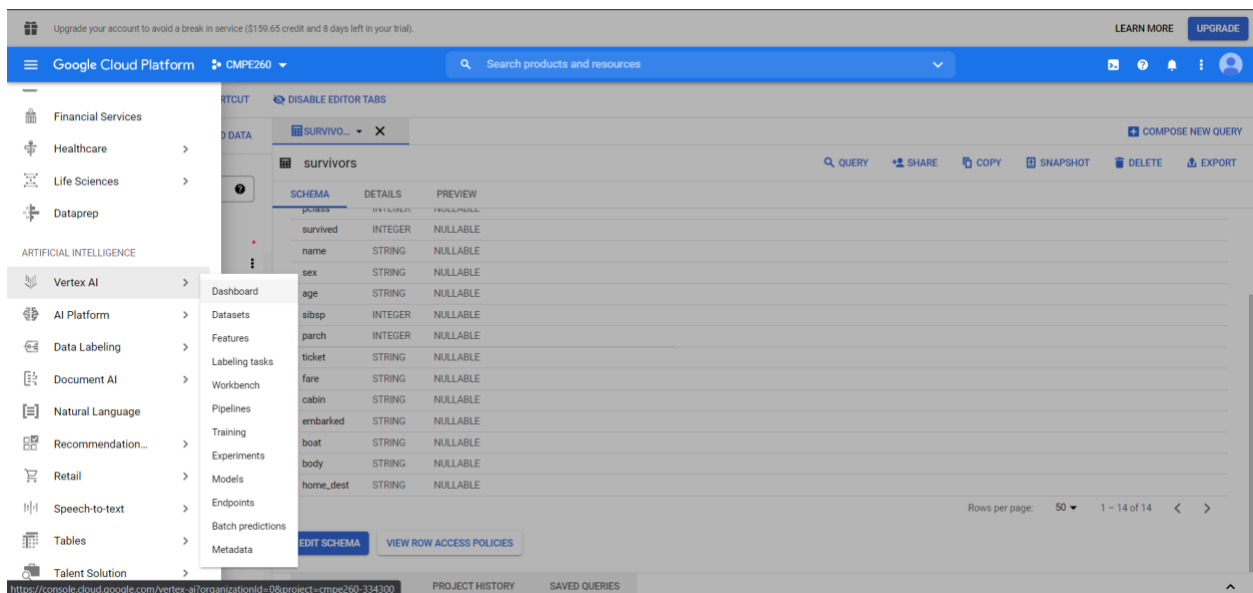 Upgrade your account to avoid a break in service ($159.65 credit and 8 days left in your trial).
LEARN MORE
UPGRADE
Google Cloud Platform
CMPE260
Search products and resources
RTCUT
DISABLE EDITOR TABS
Financial Services
Healthcare
Life Sciences
Dataprep
ARTIFICIAL INTELLIGENCE
Vertex AI
AI Platform
Data Labeling
Document AI
Natural Language
Recommendation...
Retail
Speech-to-text
Tables
Talent Solution
Dashboard
Datasets
Features
Labeling tasks
Workbench
Pipelines
Training
Experiments
Models
Endpoints
Batch predictions
Metadata
DATA
SURVIVO...
COMPOSE NEW QUERY
survivors
QUERY
SHARE
COPY
SNAPSHOT
DELETE
EXPORT
SCHEMA DETAILS PREVIEW
pclass INTEGER NULLABLE
survived INTEGER NULLABLE
name STRING NULLABLE
sex STRING NULLABLE
age STRING NULLABLE
sibsp INTEGER NULLABLE
parch INTEGER NULLABLE
ticket STRING NULLABLE
fare STRING NULLABLE
cabin STRING NULLABLE
embarked STRING NULLABLE
boat STRING NULLABLE
body STRING NULLABLE
home_dest STRING NULLABLE
Rows per page: 50 1 – 14 of 14
EDIT SCHEMA
VIEW ROW ACCESS POLICIES
PROJECT HISTORY SAVED QUERIES
https://console.cloud.google.com/vertex-ai?organizationId=0&project=cmpe260-334300